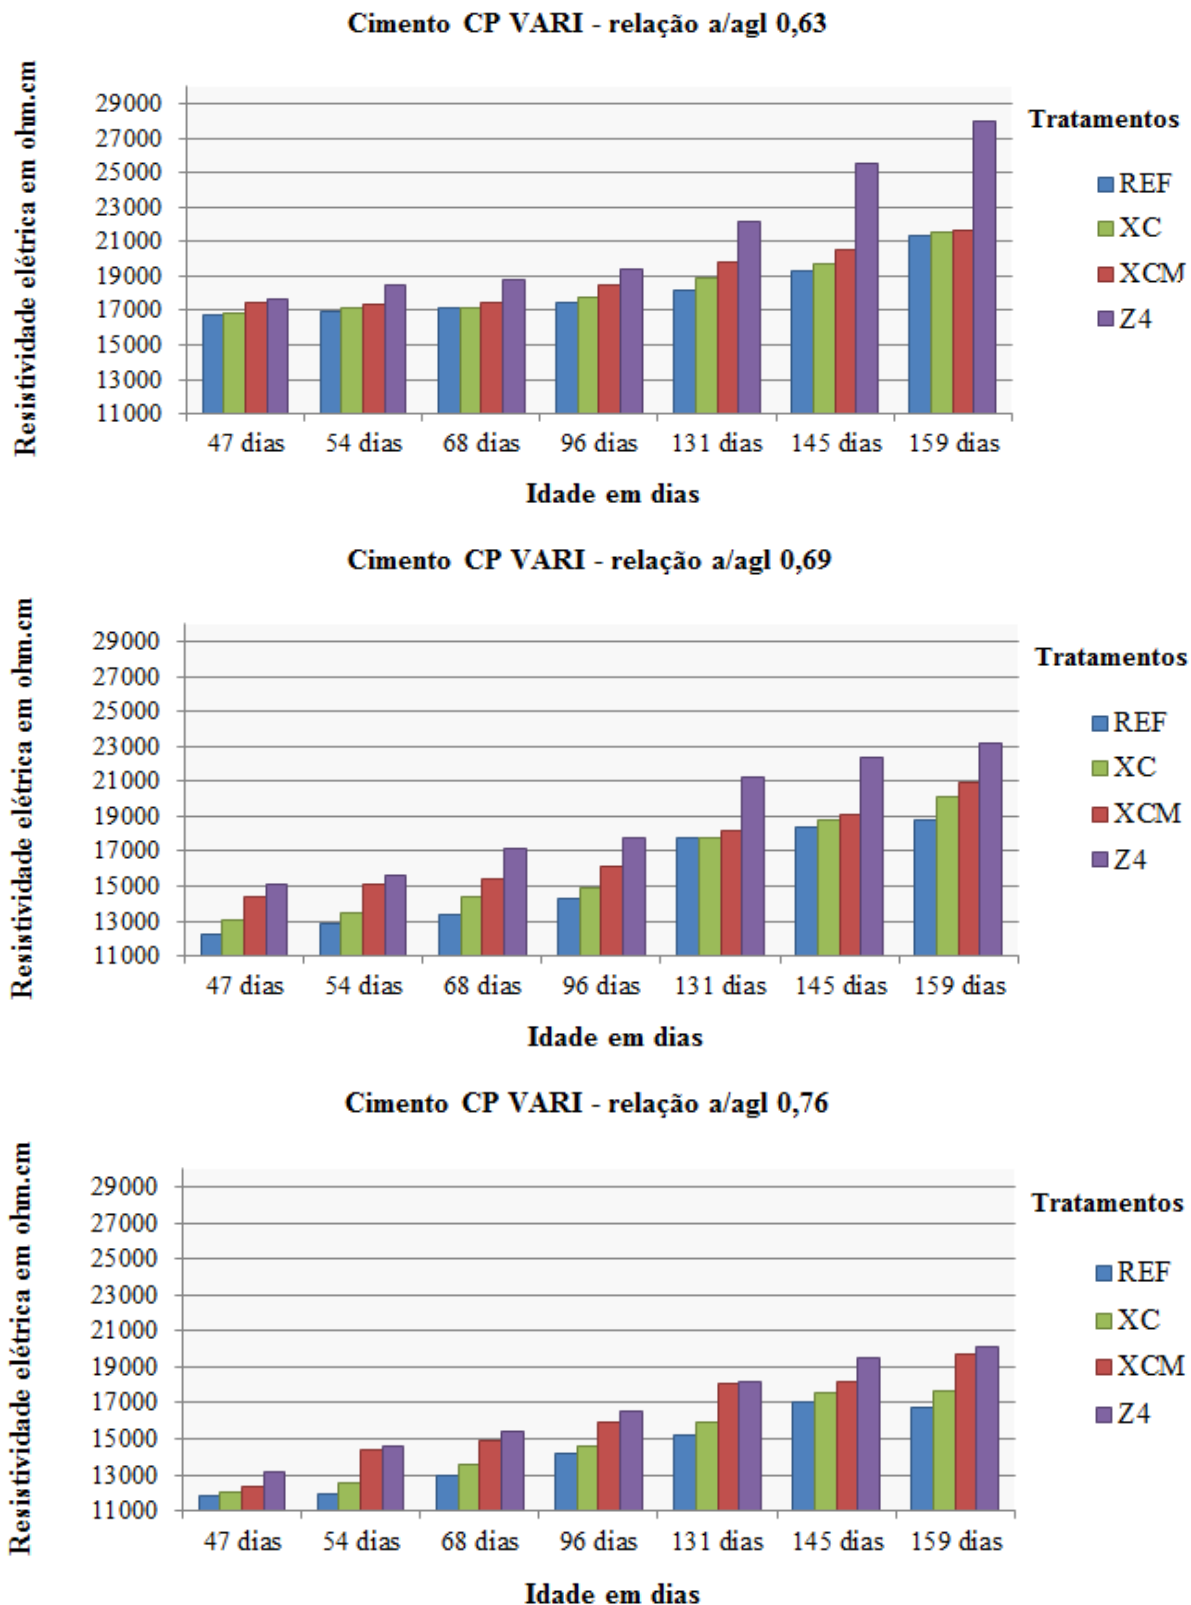 Cimento CP VARI - relação a/agl 0,63
Resistividade elétrica em ohm.cm
29000
27000
25000
23000
21000
19000
17000
15000
13000
11000
47 dias 54 dias 68 dias 96 dias 131 dias 145 dias 159 dias
Idade em dias
Tratamentos
REF
XC
XCM
Z4
Cimento CP VARI - relação a/agl 0,69
Resistividade elétrica em ohm.cm
29000
27000
25000
23000
21000
19000
17000
15000
13000
11000
47 dias 54 dias 68 dias 96 dias 131 dias 145 dias 159 dias
Idade em dias
Tratamentos
REF
XC
XCM
Z4
Cimento CP VARI - relação a/agl 0,76
Resistividade elétrica em ohm.cm
29000
27000
25000
23000
21000
19000
17000
15000
13000
11000
47 dias 54 dias 68 dias 96 dias 131 dias 145 dias 159 dias
Idade em dias
Tratamentos
REF
XC
XCM
Z4